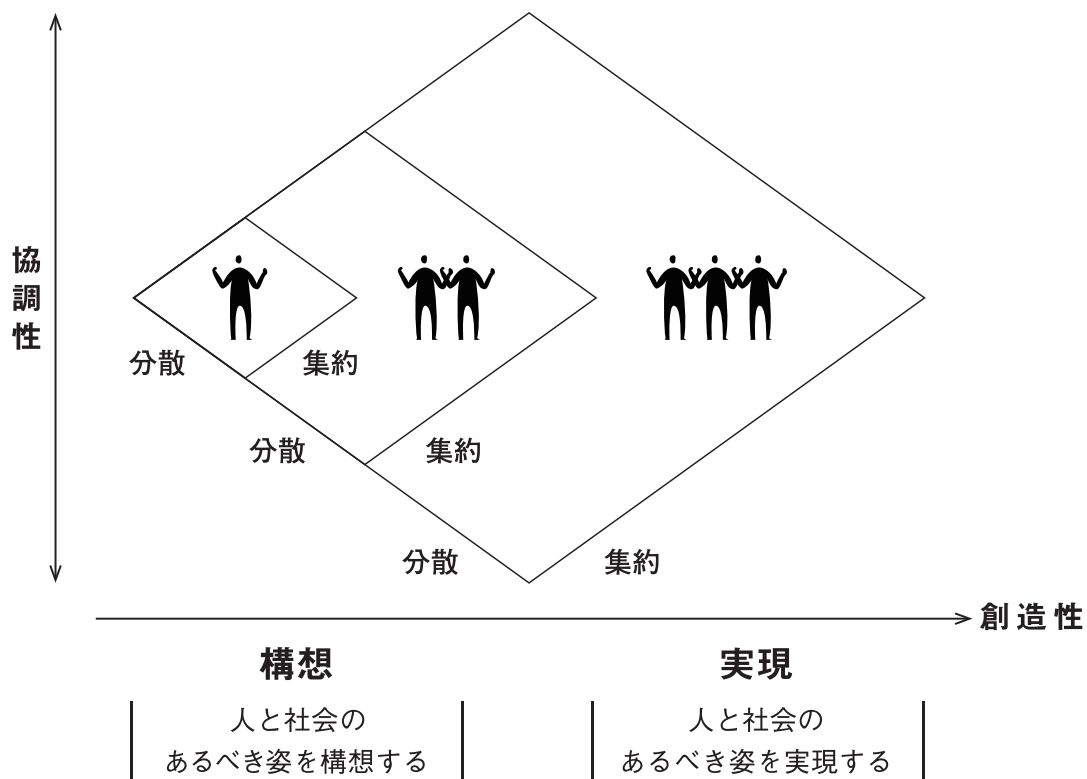 協調性
分散
集約
分散
集約
分散
集約
創造性
構想
実現
人と社会の
あるべき姿を構想する
人と社会の
あるべき姿を実現する